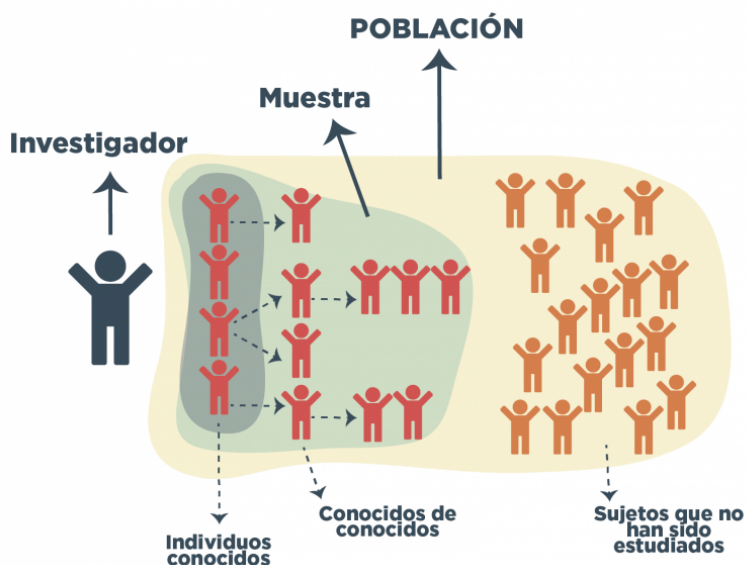 POBLACIÓN
Muestra
Investigador
Individuos
conocidos
Conocidos de
conocidos
Sujetos que no
han sido
estudiados